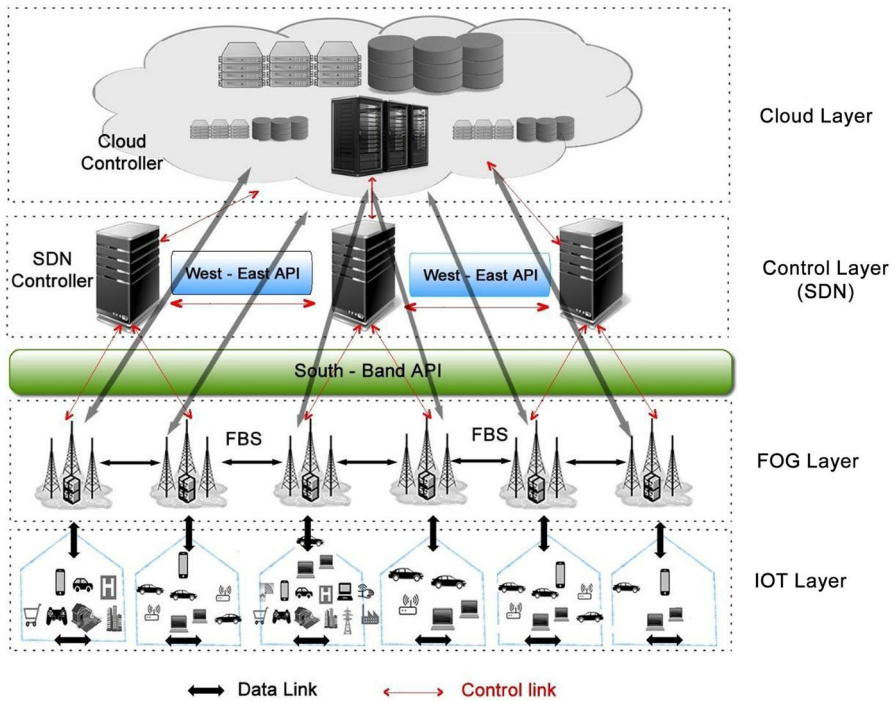 Cloud Layer
Cloud
Controller
SDN
Controller
West - East API
West - East API
Control Layer
(SDN)
South - Band API
FBS
FBS
FOG Layer
H
H
IOT Layer
Data Link
Control link